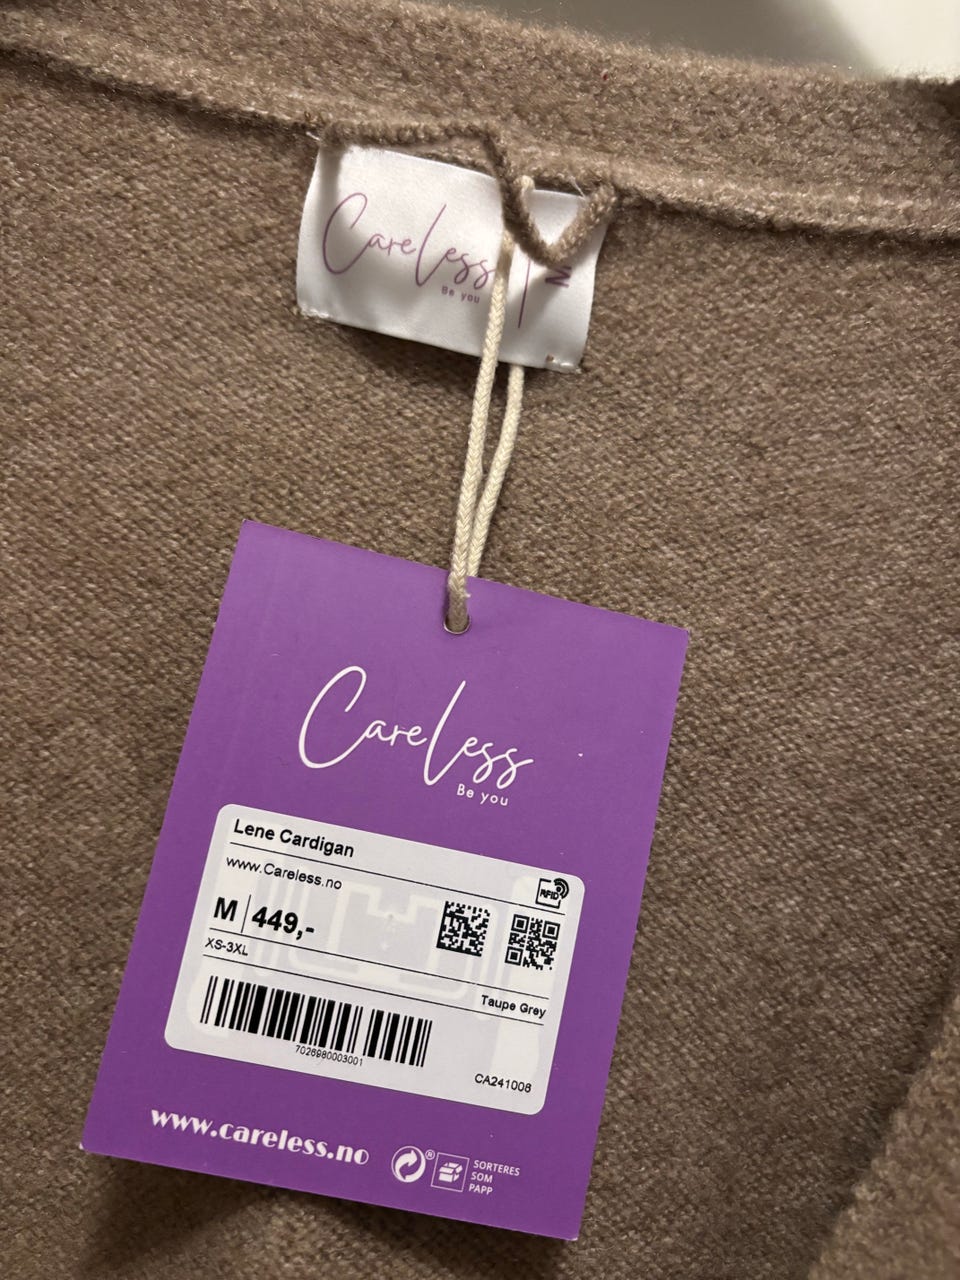 CareLess
Be you
M
CareLess
Be you
Lene Cardigan
www.Careless.no
RFID
M 449,-
XS-3XL
Taupe Grey
7026980003001
CA241008
www.careless.no
®
SORTERES
SOM
PAPP